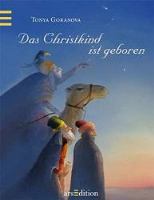 Tonya Goranova
Das Christkind
ist geboren
arsEdition